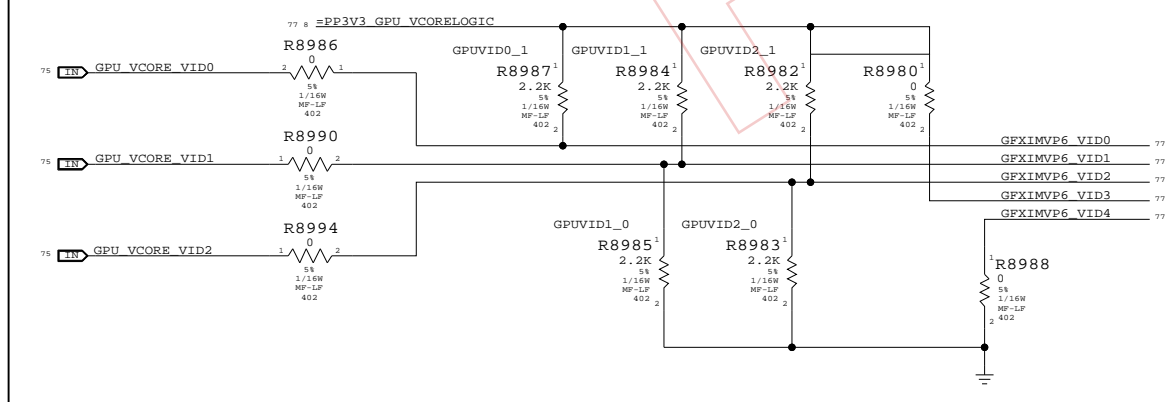 77 8 =PP3V3_GPU_VCORELOGIC
R8986
0
2 1
5%
1/16W
MF-LF
402
75 IN GPU_VCORE_VID0
GPUVID0_1
R8987 1
2.2K
5%
1/16W
MF-LF
402 2
GPUVID1_1
R8984 1
2.2K
5%
1/16W
MF-LF
402 2
GPUVID2_1
R8982 1
2.2K
5%
1/16W
MF-LF
402 2
R8980 1
0
5%
1/16W
MF-LF
402 2
GFXIMVP6_VID0 77
R8990
0
1 2
5%
1/16W
MF-LF
402
75 IN GPU_VCORE_VID1
GFXIMVP6_VID1 77
GFXIMVP6_VID2 77
GFXIMVP6_VID3 77
GFXIMVP6_VID4 77
R8994
0
1 2
5%
1/16W
MF-LF
402
75 IN GPU_VCORE_VID2
GPUVID1_0
R8985 1
2.2K
5%
1/16W
MF-LF
402 2
GPUVID2_0
R8983 1
2.2K
5%
1/16W
MF-LF
402 2
1 R8988
0
5%
1/16W
MF-LF
2 402